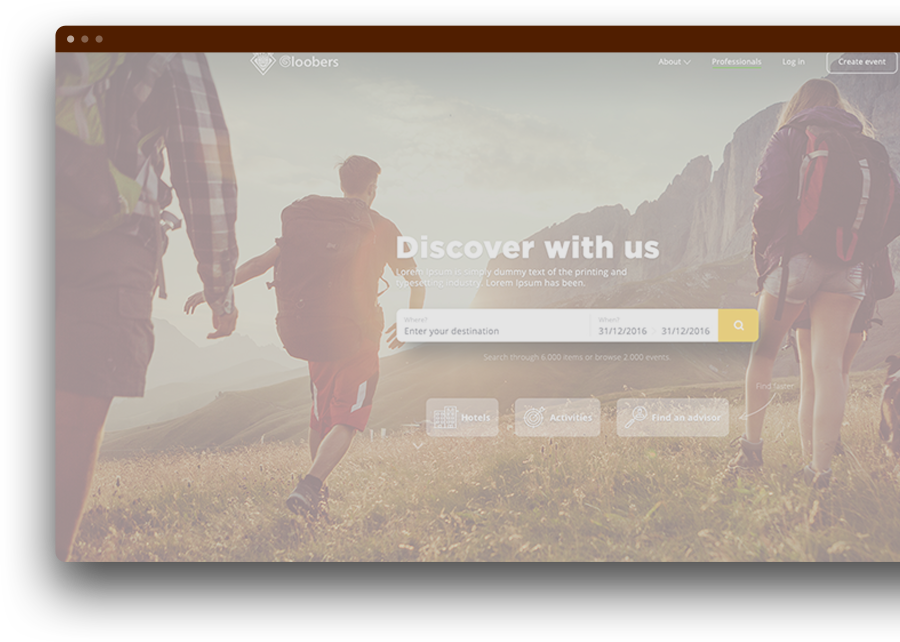 Gloobers
About
Professionals
Log in
Create event
Discover with us
Lorem Ipsum is simply dummy text of the printing and
typesetting industry. Lorem Ipsum has been.
Where?
Enter your destination
When?
31/12/2016 > 31/12/2016
Search through 6.000 items or browse 2.000 events.
Find faster
Hotels
Activities
Find an advisor